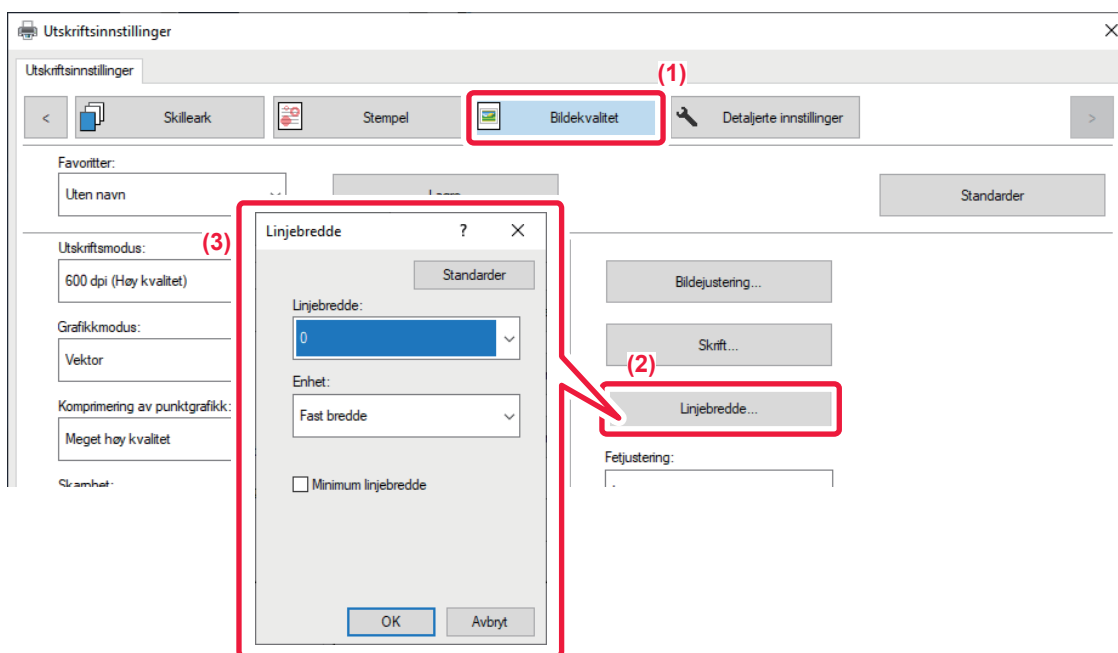 Utskriftsinnstillinger
Utskriftsinnstillinger
(1)
< Skilleark Stempel Bildekvalitet Detaljerte innstillinger >
Favoritter:
Uten navn
Standarder
(3)
Linjebredde ? ×
Standarder
Linjebredde:
0
Enhet:
Fast bredde
Minimum linjebredde
OK Avbryt
Utskriftsmodus:
600 dpi (Høy kvalitet)
Grafikkmodus:
Vektor
Komprimering av punktgrafikk:
Meget høy kvalitet
Skarphet:
Bildejustering...
Skrift...
(2)
Linjebredde...
Fetjustering: